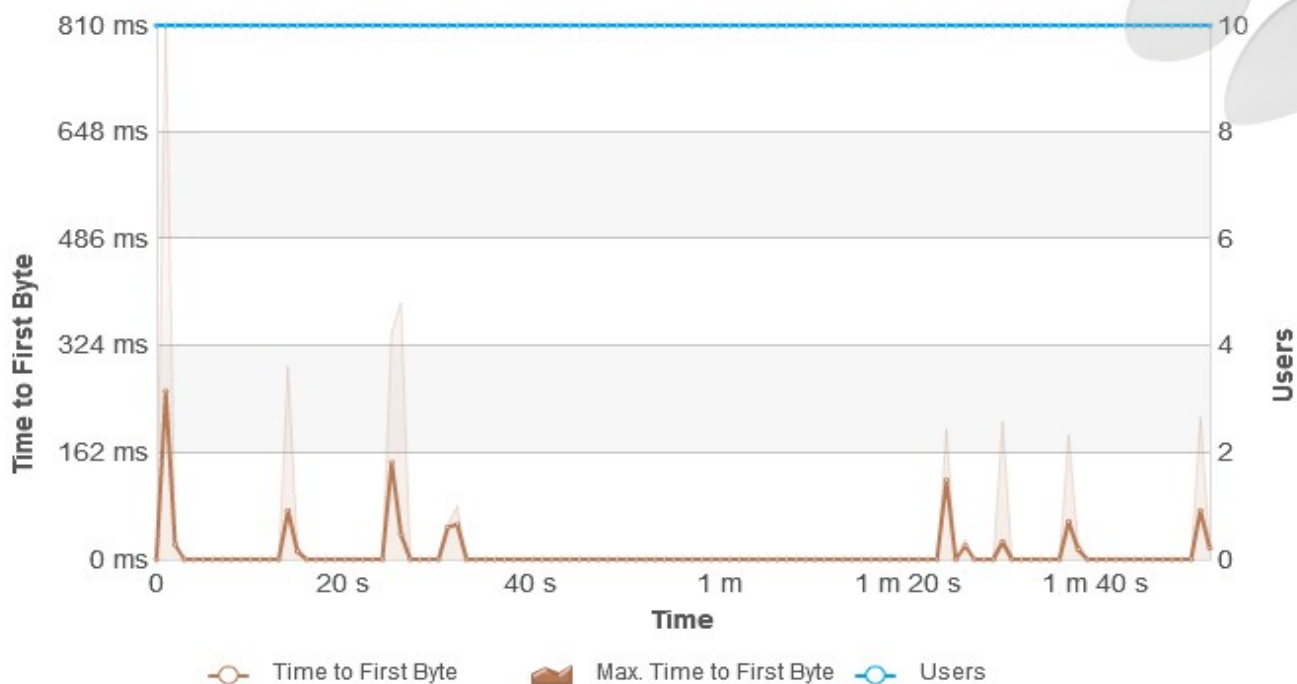 810 ms
648 ms
486 ms
324 ms
162 ms
0 ms
Time to First Byte
10
8
6
4
2
0
Users
0 20 s 40 s 1 m 1 m 20 s 1 m 40 s
Time
Time to First Byte Max. Time to First Byte Users